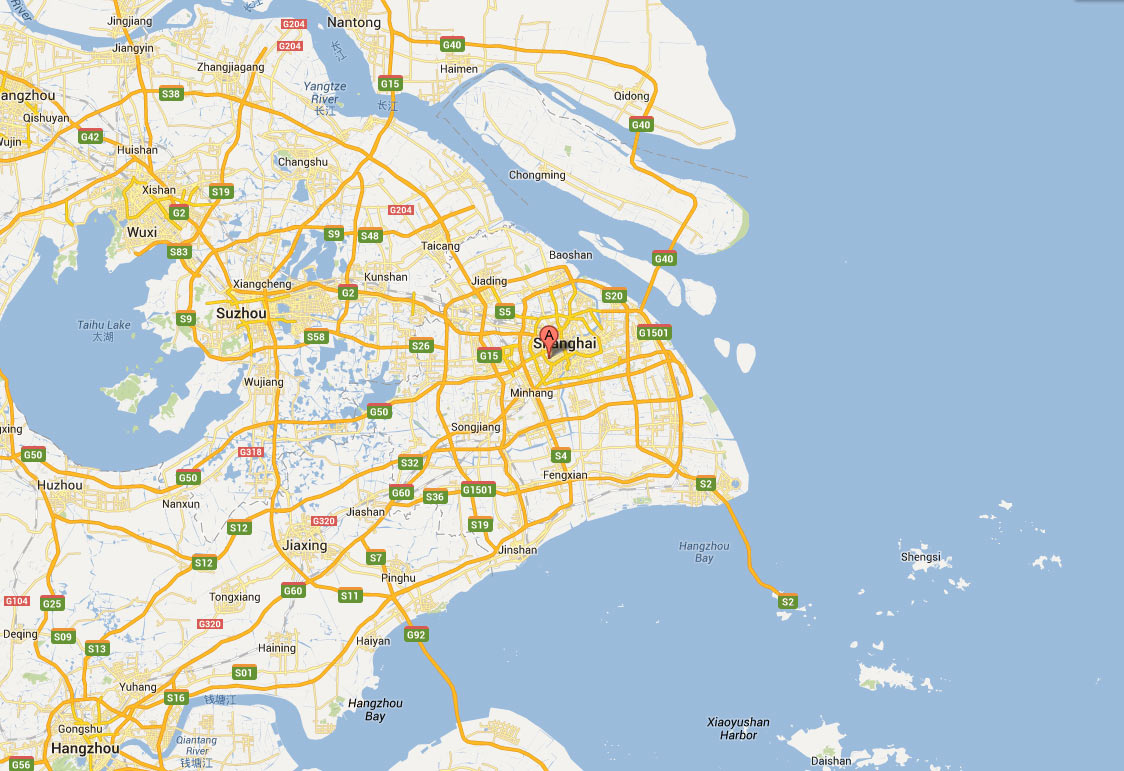 River
长江
Jingjiang
G204
Nantong
G40
Jiangyin
G204
Zhangjiagang
长江
Haimen
G15
Yangtze
River
长江
长江
angzhou
S38
Qidong
Qishuyan
G40
G42
Wujin
Huishan
Changshu
Chongming
Xishan
S19
G2
G204
Wuxi
S9
S48
Taicang
S83
Baoshan
G40
Xiangcheng
Kunshan
Jiading
G2
S20
Suzhou
S9
S5
Taihu Lake
太湖
G1501
A
S58
S26
Shanghai
G15
Wujiang
Minhang
G50
Songjiang
xing
G50
G318
S32
S4
G50
Fengxian
Huzhou
G60
S36
G1501
S2
Nanxun
Jiashan
S12
G320
S19
Jiaxing
Jinshan
Hangzhou
Bay
S12
S7
Shengsi
Pinghu
G104
G25
Tongxiang
G60
S11
S2
G320
Deqing
S09
S13
Haining
Haiyan
G92
S01
Yuhang
S16
钱塘江
Hangzhou
Bay
Gongshu
Hangzhou
Qiantang
River
钱塘江
Xiaoyushan
Harbor
G56
Daishan